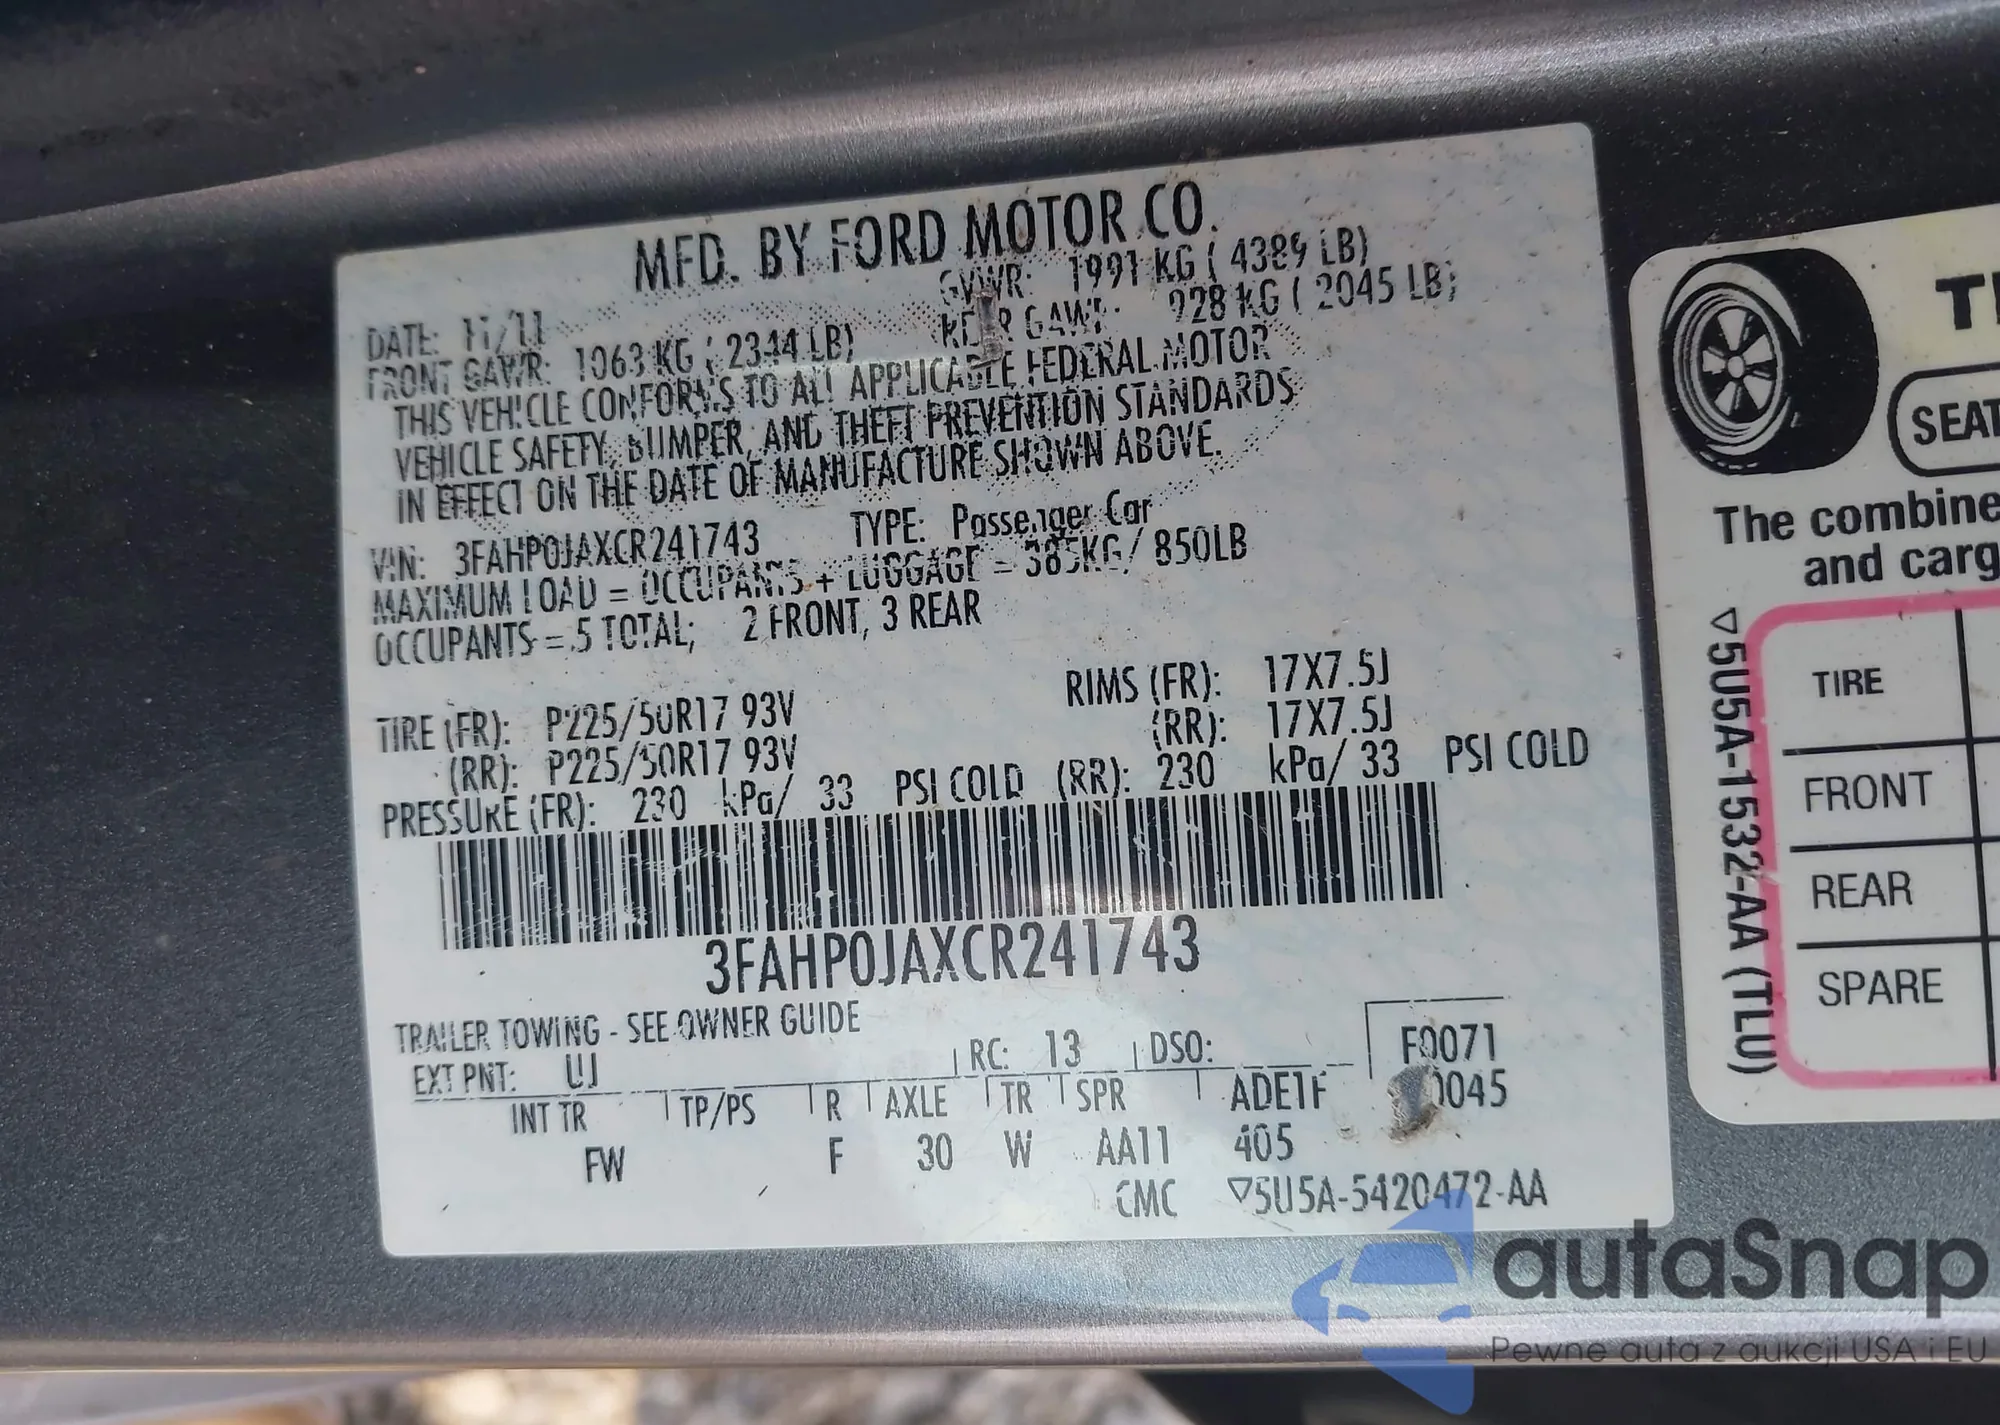 MFD. BY FORD MOTOR CO.
DATE: 11/11 GVWR: 1991 KG ( 4389 LB)
FRONT GAWR: 1063 KG ( 2344 LB) REAR GAWR: 928 KG ( 2045 LB)
THIS VEHICLE CONFORMS TO ALL APPLICABLE FEDERAL MOTOR
VEHICLE SAFETY, BUMPER, AND THEFT PREVENTION STANDARDS
IN EFFECT ON THE DATE OF MANUFACTURE SHOWN ABOVE.
VIN: 3FAHP0JAXCR241743 TYPE: Passenger Car
MAXIMUM LOAD = OCCUPANTS + LUGGAGE = 385KG/ 850LB
OCCUPANTS = 5 TOTAL; 2 FRONT, 3 REAR
TIRE (FR): P225/50R17 93V RIMS (FR): 17X7.5J
(RR): P225/50R17 93V (RR): 17X7.5J
PRESSURE (FR): 230 kPa/ 33 PSI COLD (RR): 230 kPa/ 33 PSI COLD
3FAHP0JAXCR241743
TRAILER TOWING - SEE OWNER GUIDE
EXT PNT: UJ RC: 13 DSO: F0071
INT TR TP/PS R AXLE TR SPR ADE1F 0045
FW F 30 W AA11 405
CMC ▽5U5A-5420472-AA
SEAT
The combine
and carg
TIRE
FRONT
REAR
SPARE
▽5U5A-1532-AA (TLU)
autaSnap
Pewne auta z aukcji USA i EU